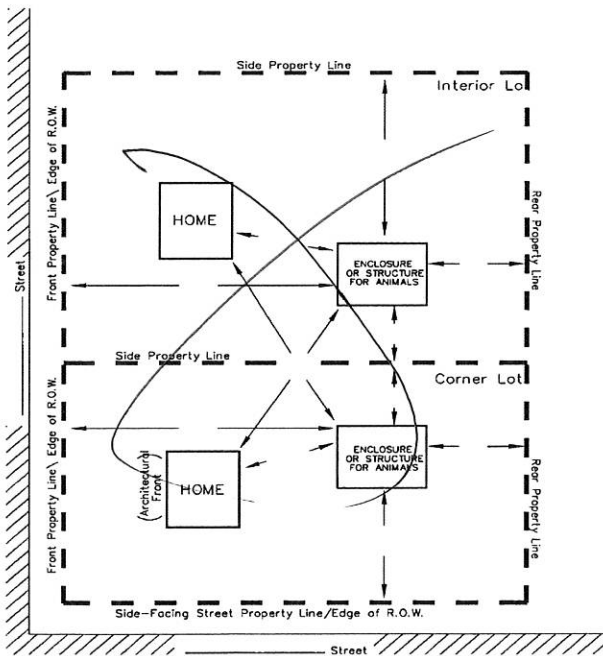 Side Property Line
Interior Lo
Front Property Line\ Edge of R.O.W.
HOME
ENCLOSURE
OR STRUCTURE
FOR ANIMALS
Rear Property Line
Street
Side Property Line
Corner Lot
Front Property Line\ Edge of R.O.W.
(Architectural
Front)
HOME
ENCLOSURE
OR STRUCTURE
FOR ANIMALS
Rear Property Line
Side-Facing Street Property Line/Edge of R.O.W.
Street